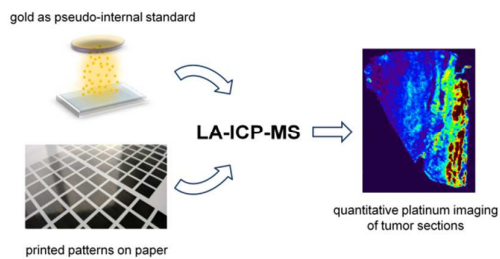 gold as pseudo-internal standard
LA-ICP-MS
printed patterns on paper
quantitative platinum imaging
of tumor sections